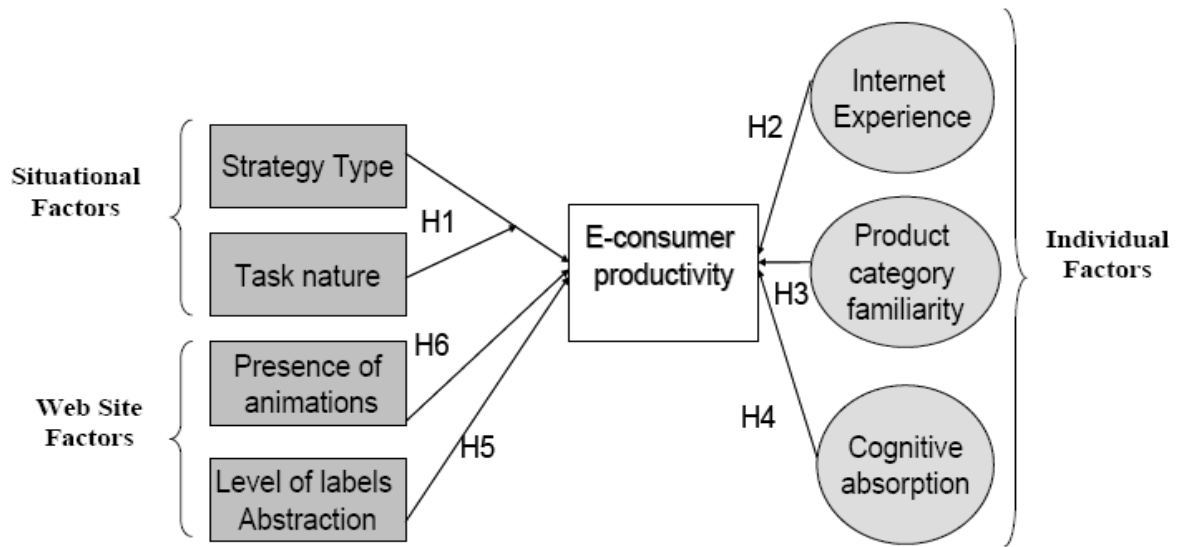 Situational
Factors
Strategy Type
Task nature
H1
Web Site
Factors
Presence of
animations
Level of labels
Abstraction
H6
H5
E-consumer
productivity
H2
H3
H4
Internet
Experience
Product
category
familiarity
Cognitive
absorption
Individual
Factors